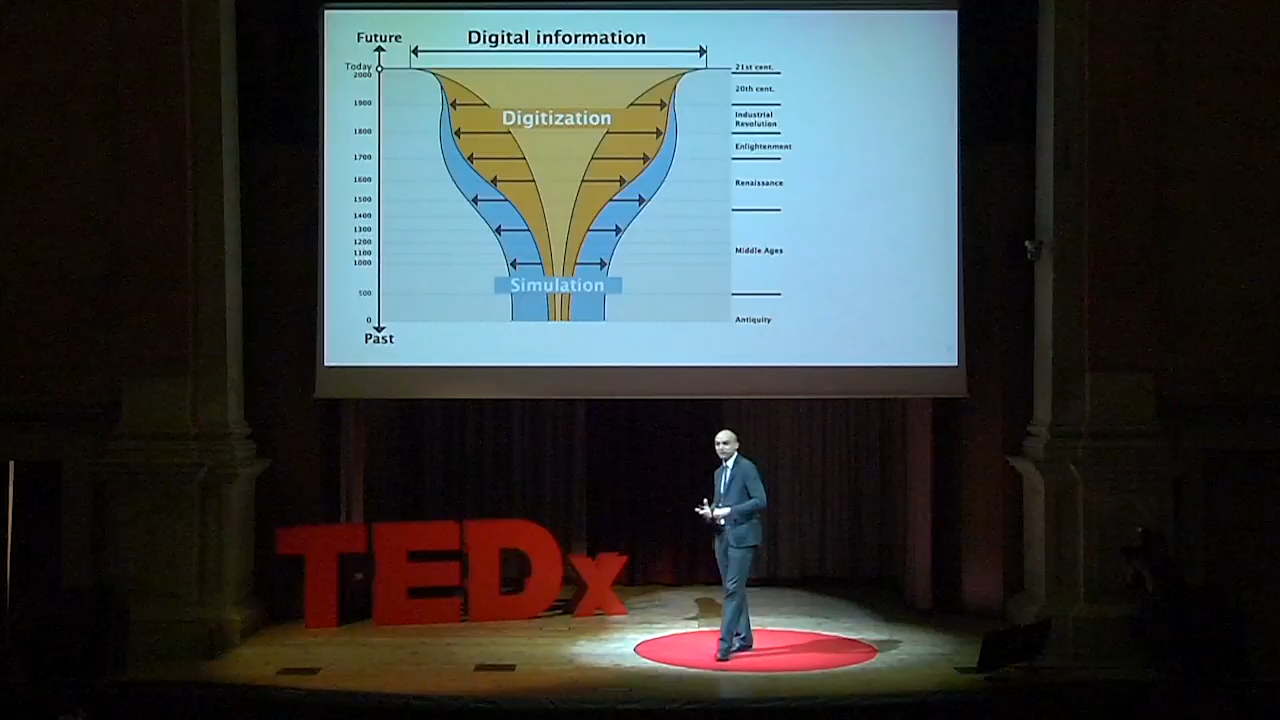 Future
Digital information
Today
2000
1900
1800
1700
1600
1500
1400
1300
1200
1100
1000
500
0
Past
Digitization
Simulation
21st cent.
20th cent.
Industrial
Revolution
Enlightenment
Renaissance
Middle Ages
Antiquity
TEDx